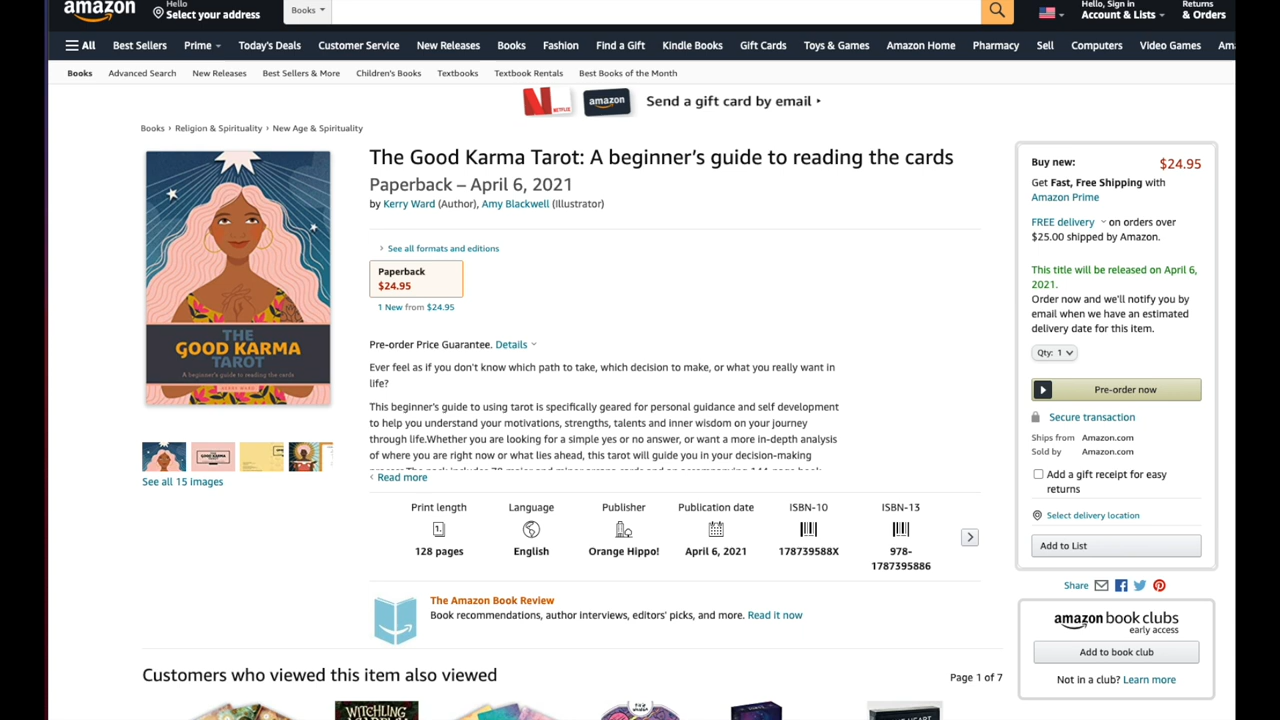 amazon
Hello
Select your address
Books
Hello, Sign in
Account & Lists
Returns
& Orders
All Best Sellers Prime Today's Deals Customer Service New Releases Books Fashion Find a Gift Kindle Books Gift Cards Toys & Games Amazon Home Pharmacy Sell Computers Video Games
Books Advanced Search New Releases Best Sellers & More Children's Books Textbooks Textbook Rentals Best Books of the Month
NETFLIX amazon Send a gift card by email
Books › Religion & Spirituality › New Age & Spirituality
THE
GOOD KARMA
TAROT
A beginner's guide to reading the cards
KERRY WARD
See all 15 images
The Good Karma Tarot: A beginner's guide to reading the cards
Paperback – April 6, 2021
by Kerry Ward (Author), Amy Blackwell (Illustrator)
› See all formats and editions
Paperback
$24.95
1 New from $24.95
Pre-order Price Guarantee. Details
Ever feel as if you don't know which path to take, which decision to make, or what you really want in
life?
This beginner's guide to using tarot is specifically geared for personal guidance and self development
to help you understand your motivations, strengths, talents and inner wisdom on your journey
through life.Whether you are looking for a simple yes or no answer, or want a more in-depth analysis
of where you are right now or what lies ahead, this tarot will guide you in your decision-making
‹ Read more
Print length
1.
128 pages
Language
English
Publisher
Orange Hippo!
Publication date
April 6, 2021
ISBN-10
178739588X
ISBN-13
978-
1787395886
The Amazon Book Review
Book recommendations, author interviews, editors' picks, and more. Read it now
Buy new: $24.95
Get Fast, Free Shipping with
Amazon Prime
FREE delivery on orders over
$25.00 shipped by Amazon.
This title will be released on April 6,
2021.
Order now and we'll notify you by
email when we have an estimated
delivery date for this item.
Qty: 1
Pre-order now
Secure transaction
Ships from Amazon.com
Sold by Amazon.com
Add a gift receipt for easy
returns
Select delivery location
Add to List
Share
amazon book clubs
early access
Add to book club
Not in a club? Learn more
Customers who viewed this item also viewed
Page 1 of 7
WITCHLING